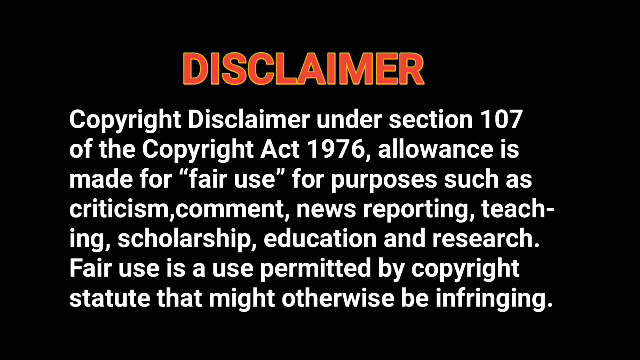 DISCLAIMER
Copyright Disclaimer under section 107
of the Copyright Act 1976, allowance is
made for “fair use” for purposes such as
criticism,comment, news reporting, teach-
ing, scholarship, education and research.
Fair use is a use permitted by copyright
statute that might otherwise be infringing.